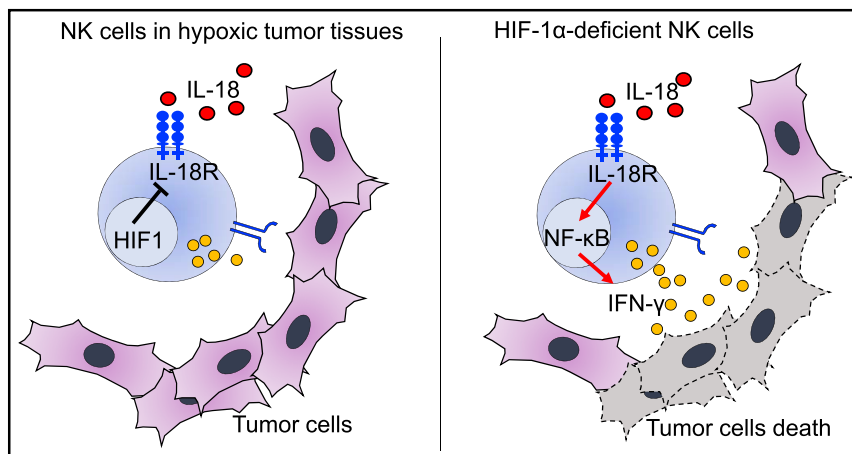 NK cells in hypoxic tumor tissues
IL-18
IL-18R
HIF1
Tumor cells
HIF-1α-deficient NK cells
IL-18
IL-18R
NF-κB
IFN-γ
Tumor cells death